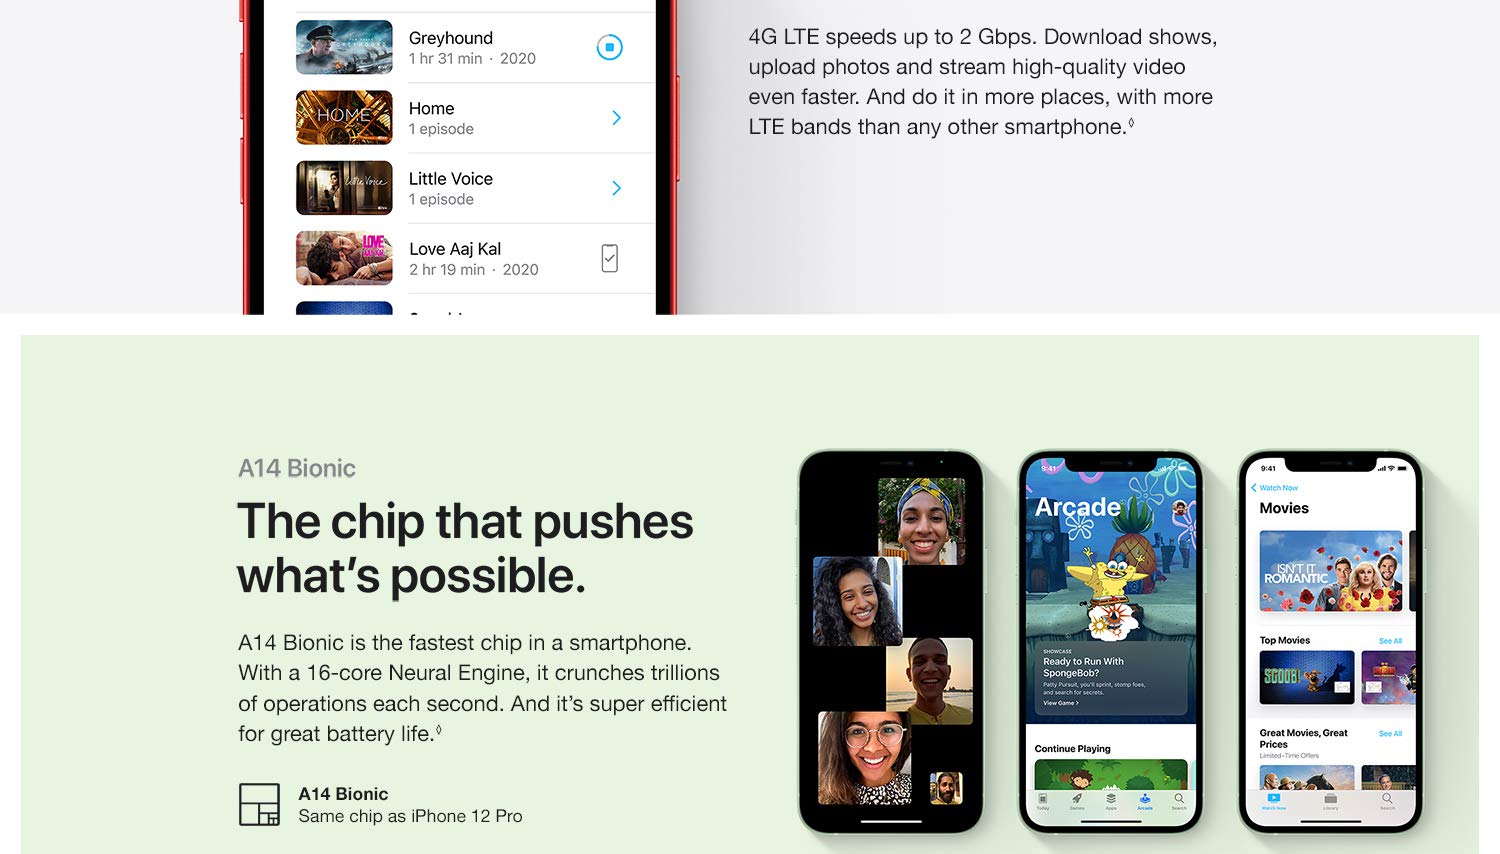 GREYHOUND
Greyhound
1 hr 31 min · 2020
HOME
Home
1 episode
Little Voice
Little Voice
1 episode
LOVE
AAJ KAL
Love Aaj Kal
2 hr 19 min · 2020
4G LTE speeds up to 2 Gbps. Download shows,
upload photos and stream high-quality video
even faster. And do it in more places, with more
LTE bands than any other smartphone.◊
A14 Bionic
The chip that pushes
what's possible.
A14 Bionic is the fastest chip in a smartphone.
With a 16-core Neural Engine, it crunches trillions
of operations each second. And it's super efficient
for great battery life.◊
A14 Bionic
Same chip as iPhone 12 Pro
9:41
Arcade
SHOWCASE
Ready to Run With
SpongeBob?
Patty Pursuit, you'll sprint, stomp foes,
and search for secrets.
View Game >
Continue Playing
Today
Games
Apps
Arcade
Search
9:41
Watch Now
Movies
ISN'T IT
ROMANTIC
Top Movies
See All
SCOOB!
Great Movies, Great
Prices
See All
Limited-Time Offers
Watch Now
Library
Search